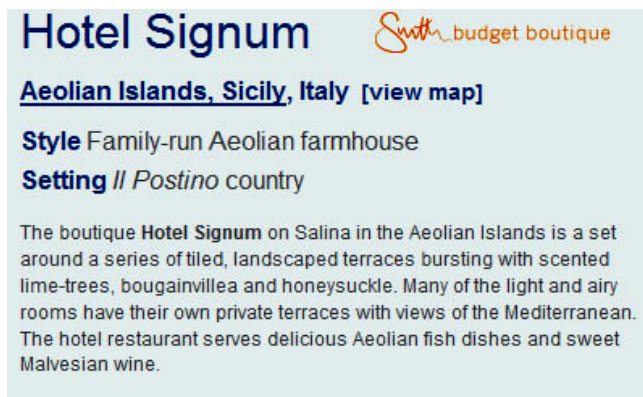 Hotel Signum Smith budget boutique
Aeolian Islands, Sicily, Italy [view map]
Style Family-run Aeolian farmhouse
Setting Il Postino country
The boutique Hotel Signum on Salina in the Aeolian Islands is a set
around a series of tiled, landscaped terraces bursting with scented
lime-trees, bougainvillea and honeysuckle. Many of the light and airy
rooms have their own private terraces with views of the Mediterranean.
The hotel restaurant serves delicious Aeolian fish dishes and sweet
Malvesian wine.